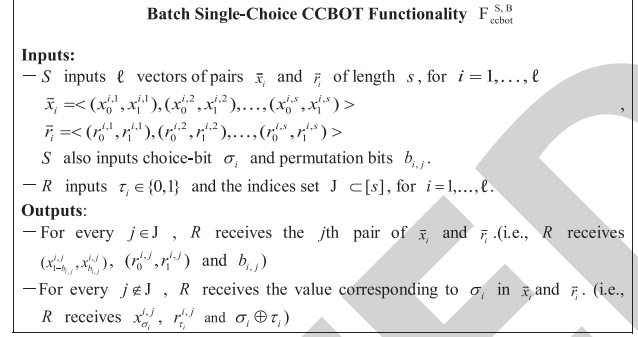 Batch Single-Choice CCBOT Functionality F_{ccbot}^{S, B}
Inputs:
— S inputs ℓ vectors of pairs x̄_i and r̄_i of length s, for i = 1,…,ℓ
x̄_i =< (x_0^{i,1}, x_1^{i,1}), (x_0^{i,2}, x_1^{i,2}),…,(x_0^{i,s}, x_1^{i,s}) > ,
r̄_i =< (r_0^{i,1}, r_1^{i,1}), (r_0^{i,2}, r_1^{i,2}),…,(r_0^{i,s}, r_1^{i,s}) >
S also inputs choice-bit σ_i and permutation bits b_{i,j}.
— R inputs τ_i ∈ {0,1} and the indices set J ⊂ [s], for i = 1,…,ℓ.
Outputs:
— For every j ∈ J , R receives the jth pair of x̄_i and r̄_i .(i.e., R receives
(x_{1−b_{i,j}}^{i,j}, x_{b_{i,j}}^{i,j}), (r_0^{i,j}, r_1^{i,j}) and b_{i,j})
—For every j ∉ J , R receives the value corresponding to σ_i in x̄_i and r̄_i. (i.e.,
R receives x_{σ_i}^{i,j}, r_{τ_i}^{i,j} and σ_i ⊕ τ_i)